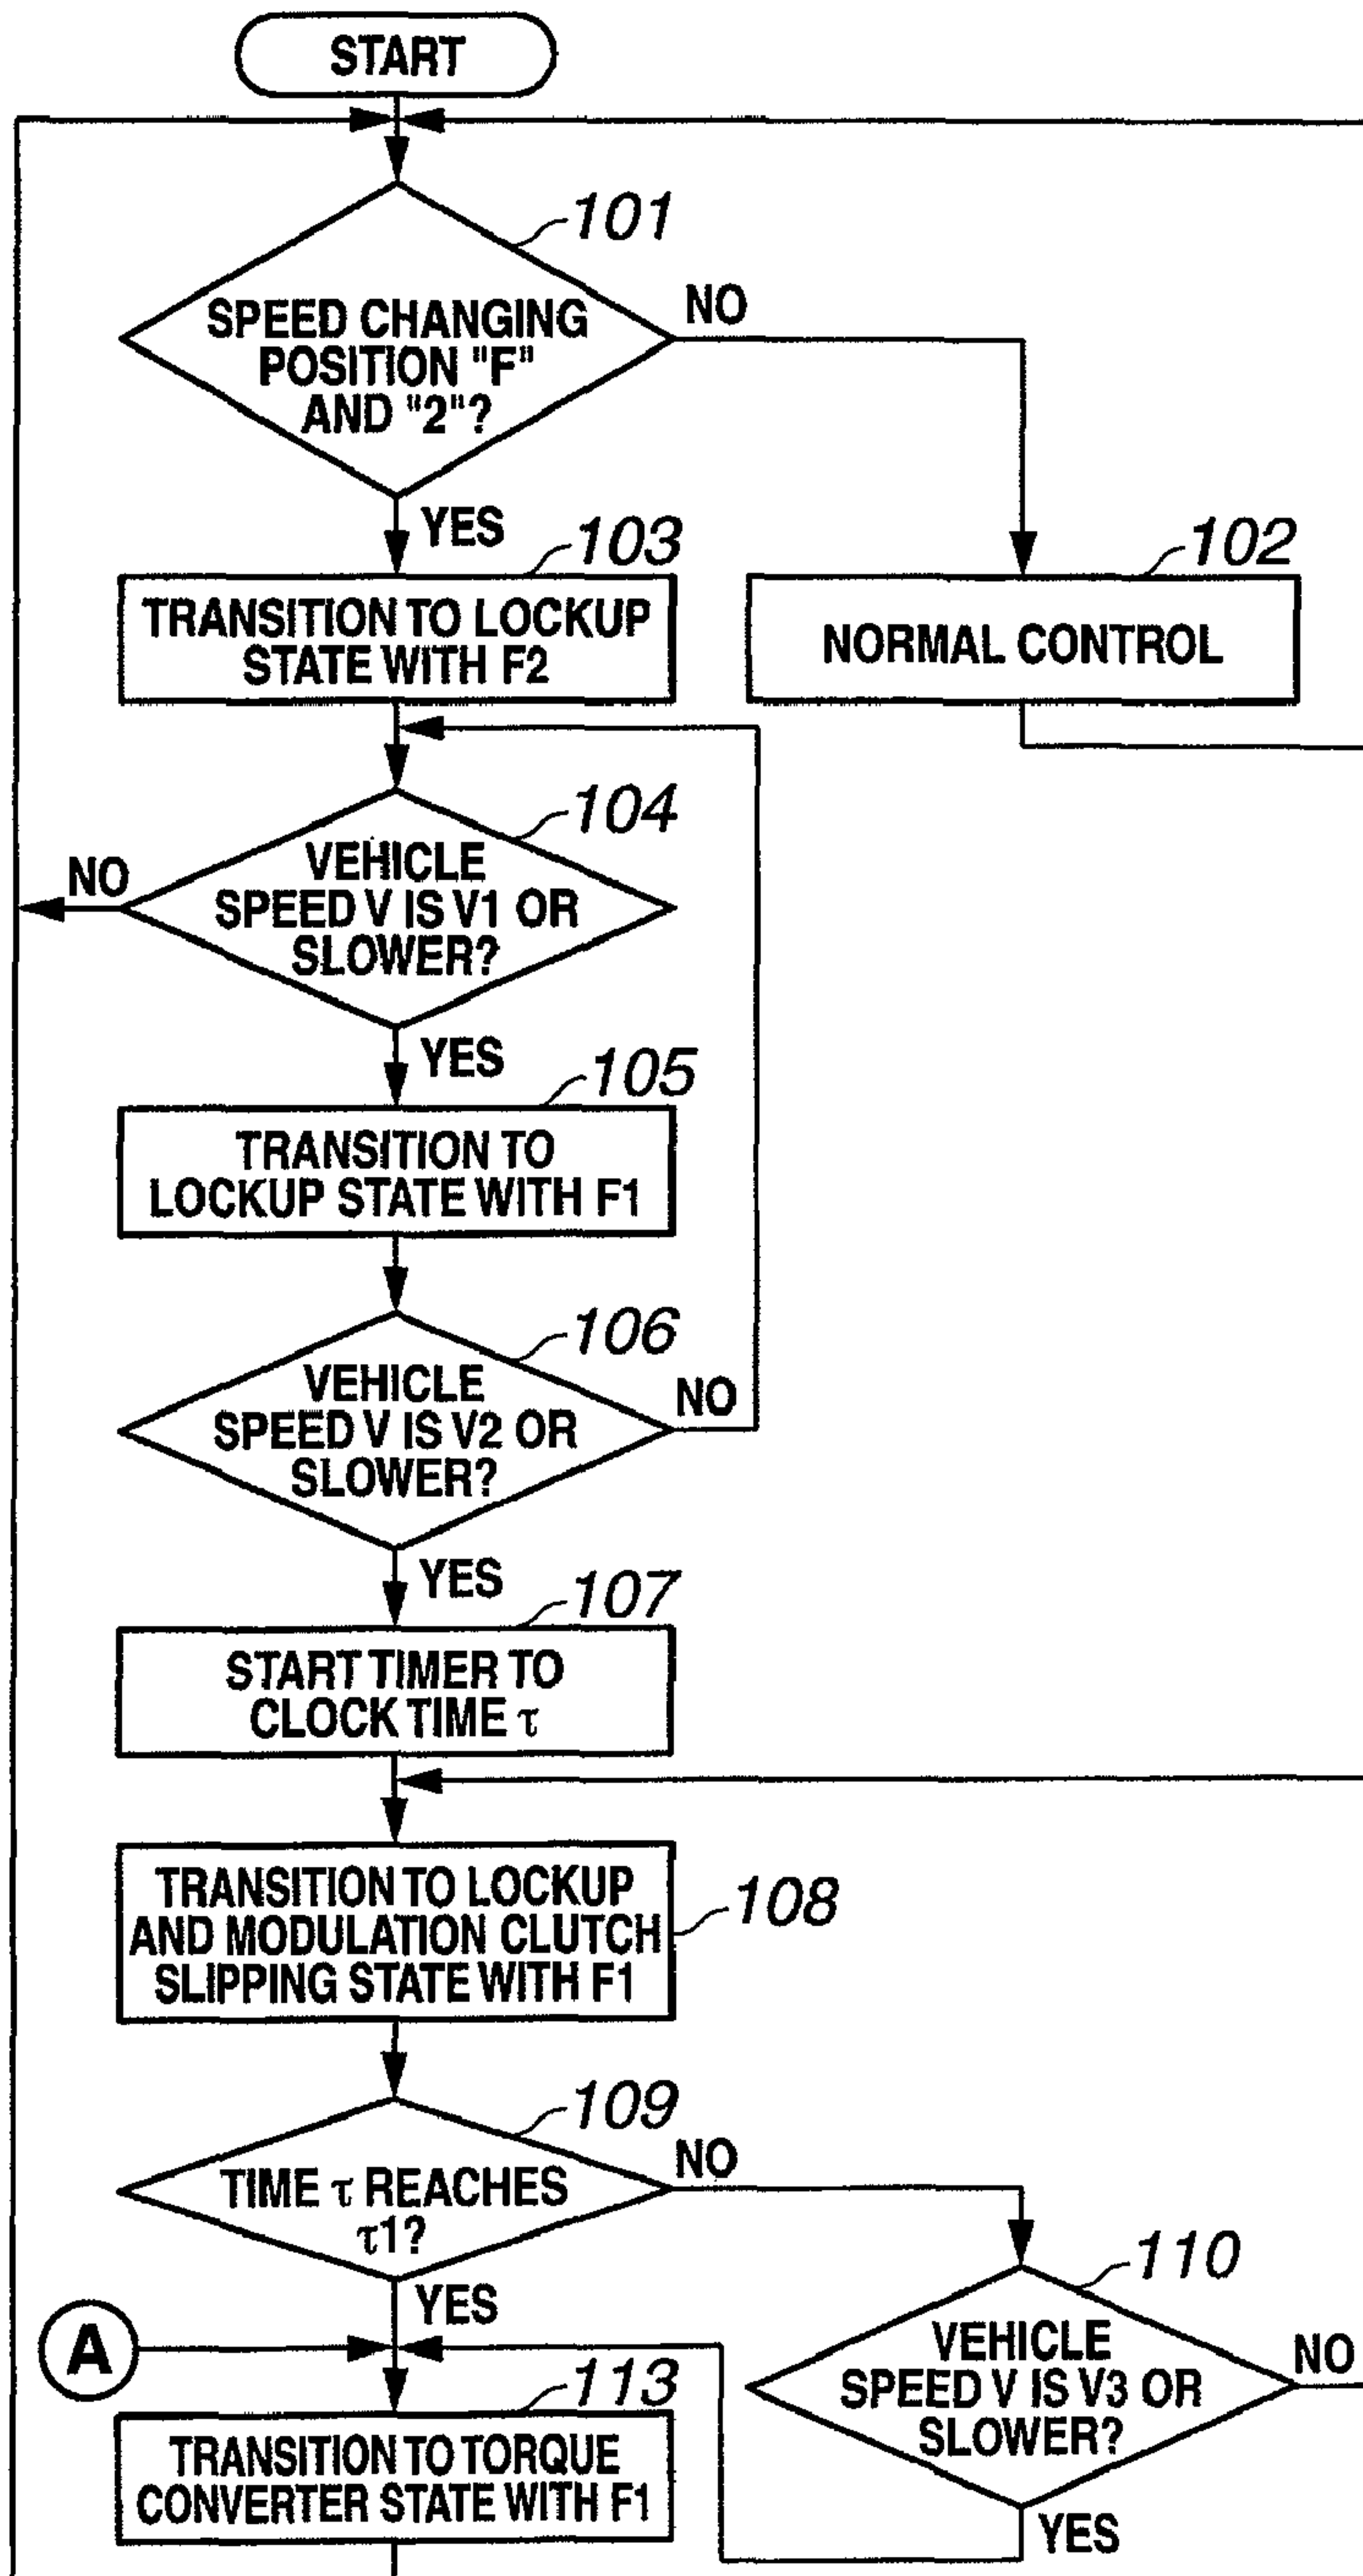 START
101
SPEED CHANGING
POSITION "F"
AND "2"?
NO
YES
103
TRANSITION TO LOCKUP
STATE WITH F2
102
NORMAL CONTROL
104
VEHICLE
SPEED V IS V1 OR
SLOWER?
NO
YES
105
TRANSITION TO
LOCKUP STATE WITH F1
106
VEHICLE
SPEED V IS V2 OR
SLOWER?
NO
YES
107
START TIMER TO
CLOCK TIME τ
TRANSITION TO LOCKUP
AND MODULATION CLUTCH
SLIPPING STATE WITH F1
108
109
TIME τ REACHES
τ1?
NO
YES
110
VEHICLE
SPEED V IS V3 OR
SLOWER?
NO
YES
A
113
TRANSITION TO TORQUE
CONVERTER STATE WITH F1